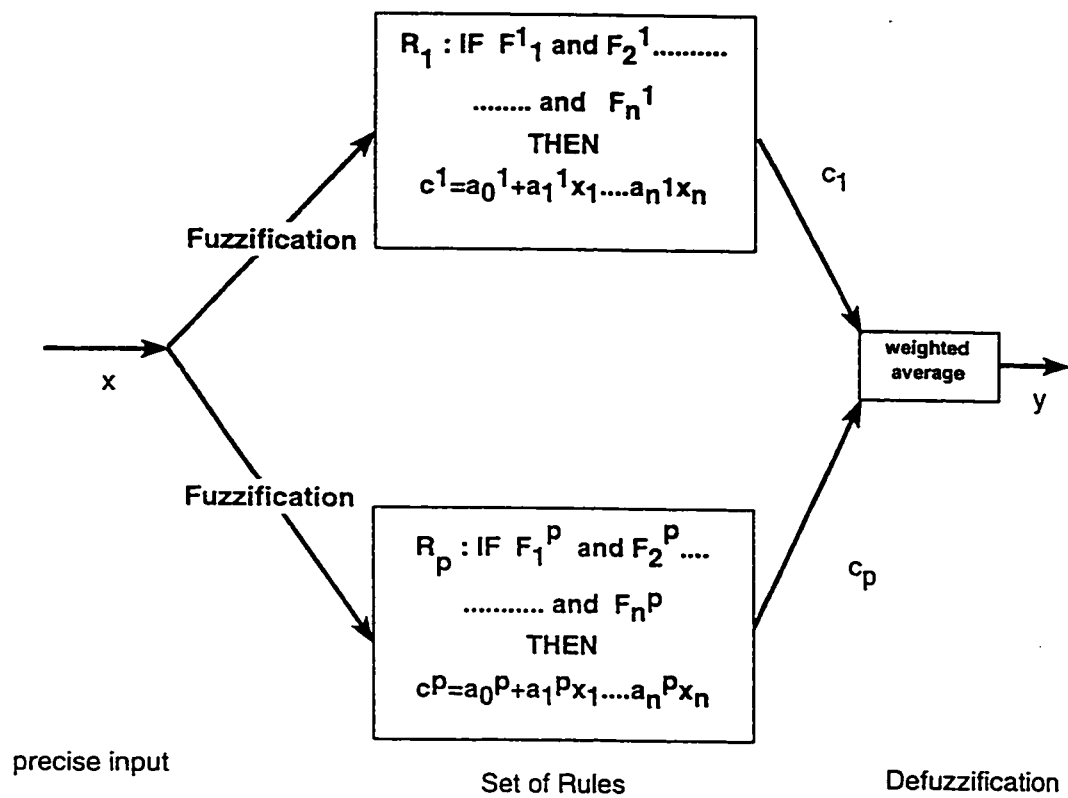 R₁ : IF F¹₁ and F₂¹...........
........ and Fₙ¹
THEN
c¹=a₀¹+a₁¹x₁....aₙ1xₙ
Fuzzification
c₁
x
weighted
average
y
Fuzzification
Rₚ : IF F₁ᵖ and F₂ᵖ....
........... and Fₙᵖ
THEN
cᵖ=a₀ᵖ+a₁ᵖx₁....aₙᵖxₙ
cₚ
precise input
Set of Rules
Defuzzification